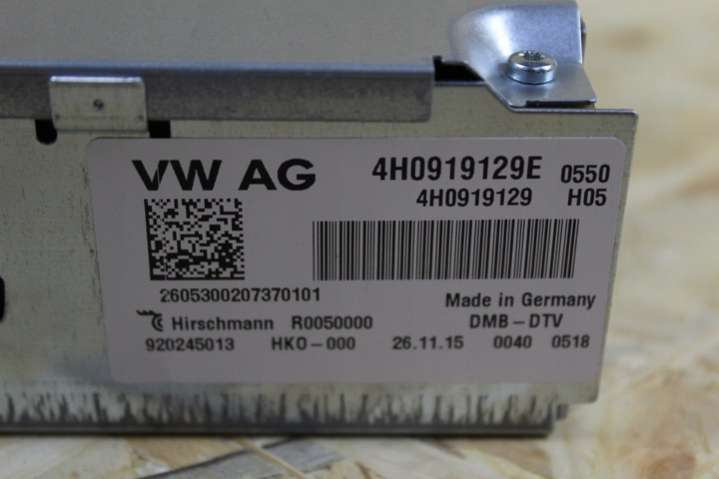 VW AG 4H0919129E 0550
4H0919129 H05
2605300207370101 Made in Germany
Hirschmann R0050000 DMB-DTV
920245013 HKO-000 26.11.15 0040 0518